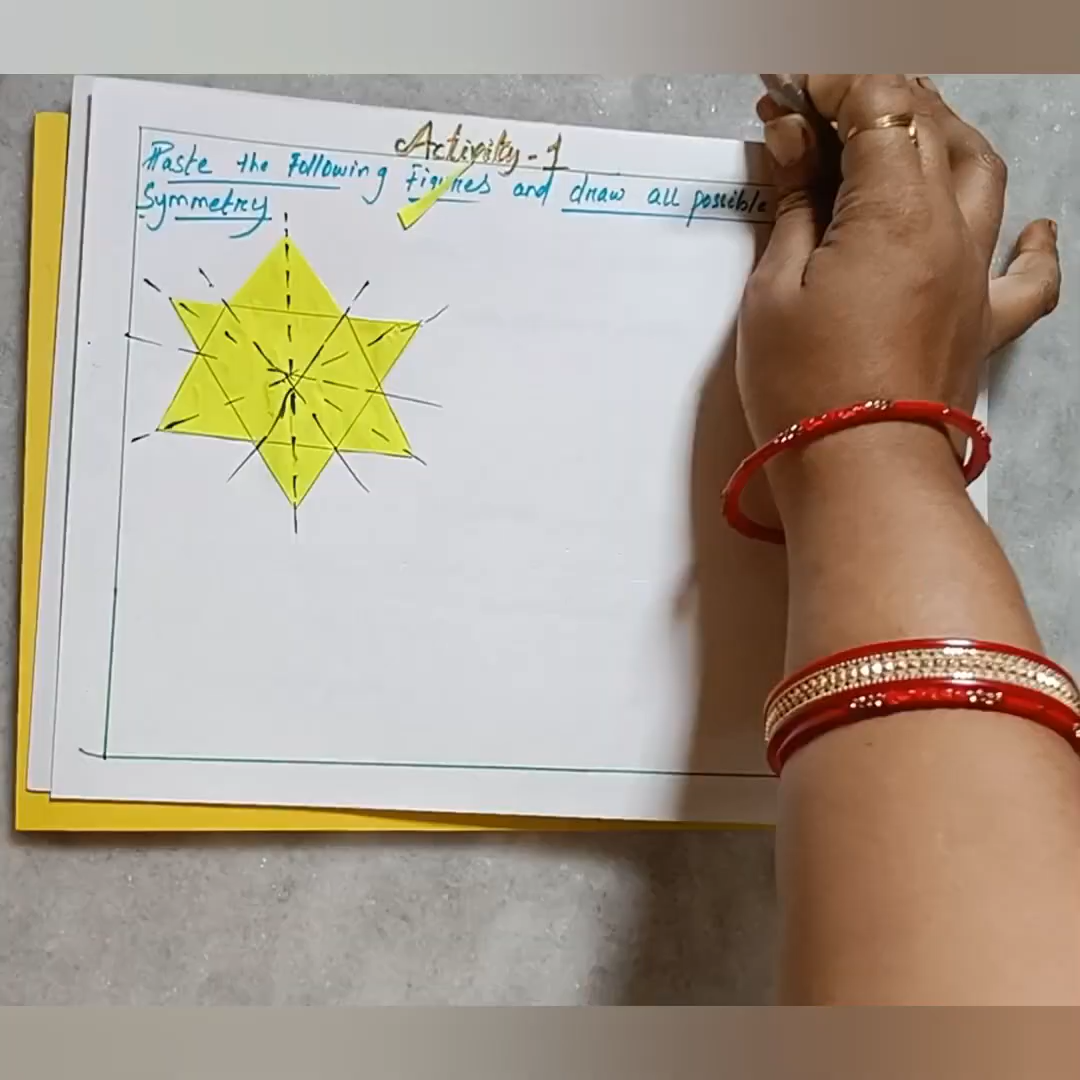 Activity-1
Paste the Following figures and draw all possible
Symmetry